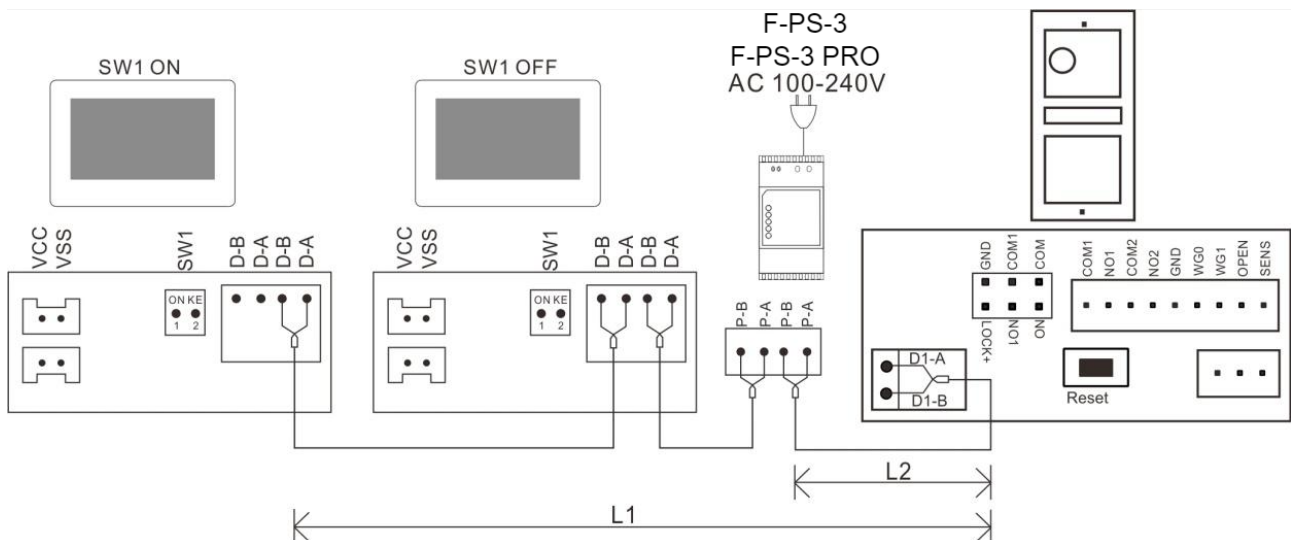 F-PS-3
F-PS-3 PRO
AC 100-240V
SW1 ON
SW1 OFF
VCC
VSS
SW1
D-B
D-A
D-B
D-A
ON KE
1 2
VCC
VSS
SW1
D-B
D-A
D-B
D-A
ON KE
1 2
P-B
P-A
P-B
P-A
GND
COM1
COM
LOCK+
NO1
NO
COM1
NO1
COM2
NO2
GND
WG0
WG1
OPEN
SENS
D1-A
D1-B
Reset
L2
L1